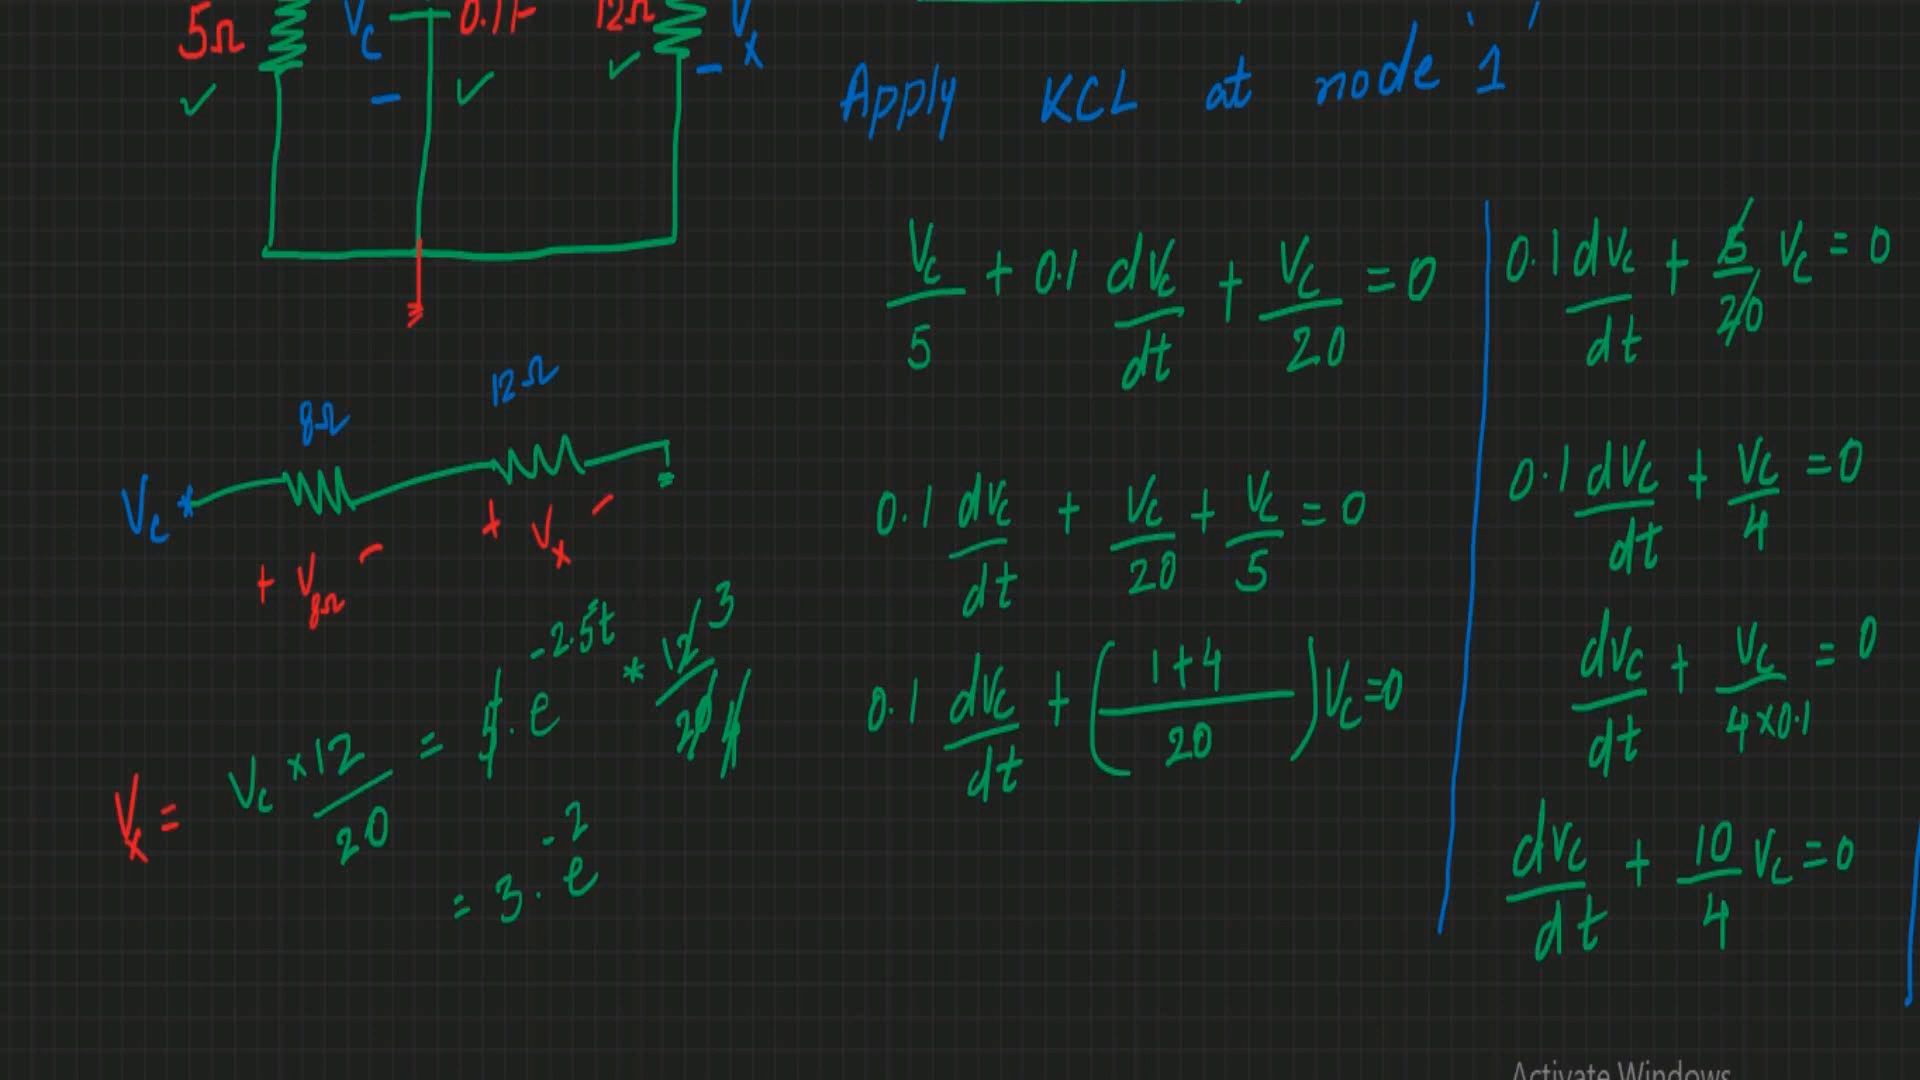 5Ω Vc 0.1F 12Ω Vx
- -
Apply KCL at node '1'
Vc/5 + 0.1 dVc/dt + Vc/20 = 0
0.1 dVc/dt + Vc/20 + Vc/5 = 0
0.1 dVc/dt + (1+4/20)Vc=0
0.1 dVc/dt + 5/20 Vc = 0
0.1 dVc/dt + Vc/4 = 0
dVc/dt + Vc/4×0.1 = 0
dVc/dt + 10/4 Vc = 0
8Ω 12Ω
Vc
+ V8Ω - + Vx -
Vx = Vc × 12/20 = 5. e^-2.5t * 12/20 3 4
= 3. e^-2
Activate Windows